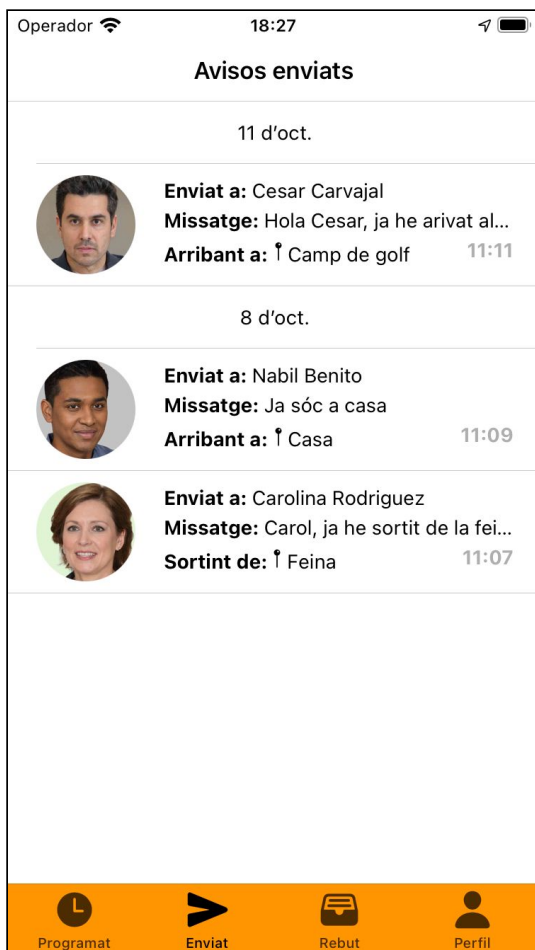 Operador 18:27
Avisos enviats
11 d'oct.
Enviat a: Cesar Carvajal
Missatge: Hola Cesar, ja he arivat al...
Arribant a: Camp de golf 11:11
8 d'oct.
Enviat a: Nabil Benito
Missatge: Ja sóc a casa
Arribant a: Casa 11:09
Enviat a: Carolina Rodriguez
Missatge: Carol, ja he sortit de la fei...
Sortint de: Feina 11:07
Programat Enviat Rebut Perfil